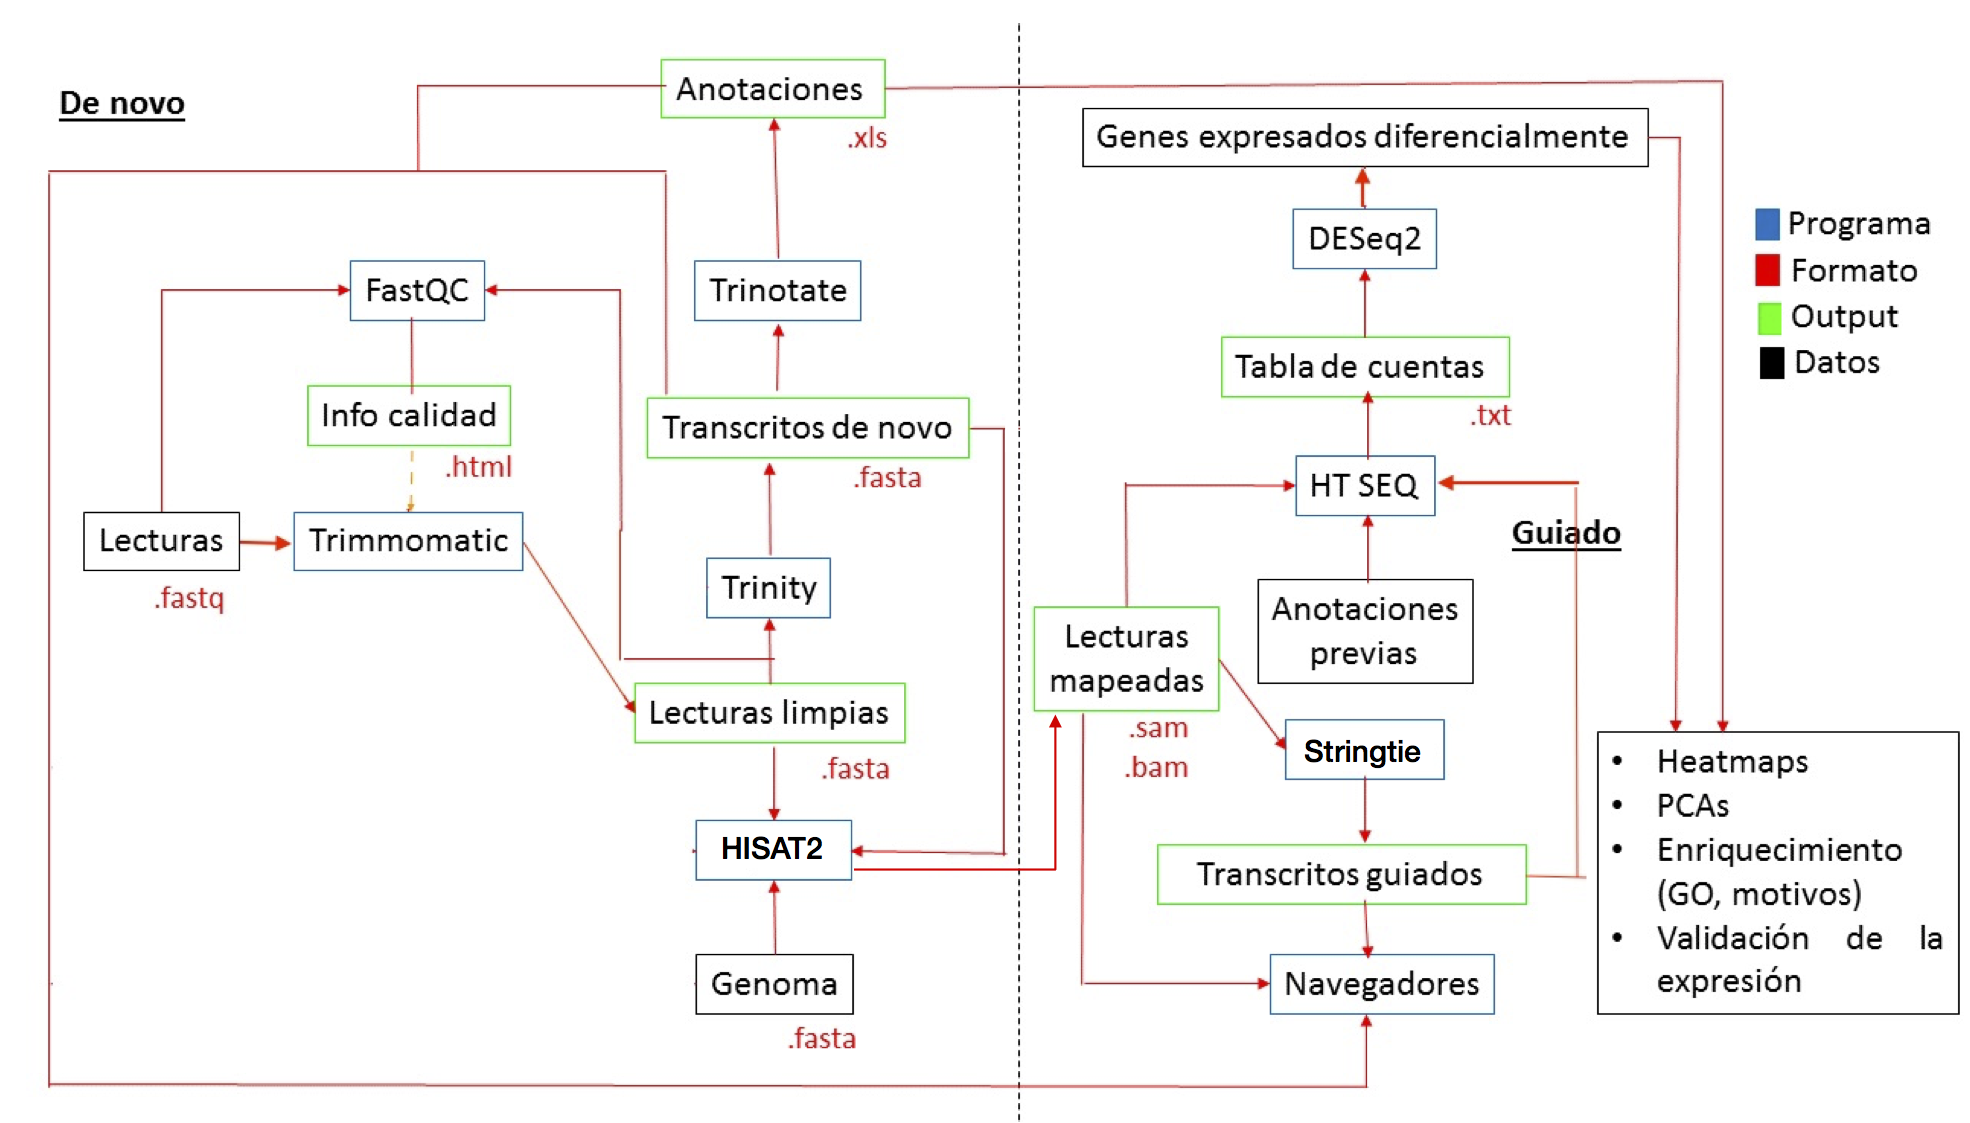 De novo
Anotaciones
.xls
FastQC
Trinotate
Info calidad
.html
Transcritos de novo
.fasta
Lecturas
.fastq
Trimmomatic
Trinity
Lecturas limpias
.fasta
HISAT2
Genoma
.fasta
Genes expresados diferencialmente
DESeq2
Tabla de cuentas
.txt
HT SEQ
Guiado
Anotaciones
previas
Lecturas
mapeadas
.sam
.bam
Stringtie
Transcritos guiados
Navegadores
Programa
Formato
Output
Datos
• Heatmaps
• PCAs
• Enriquecimiento
(GO, motivos)
• Validación de la
expresión